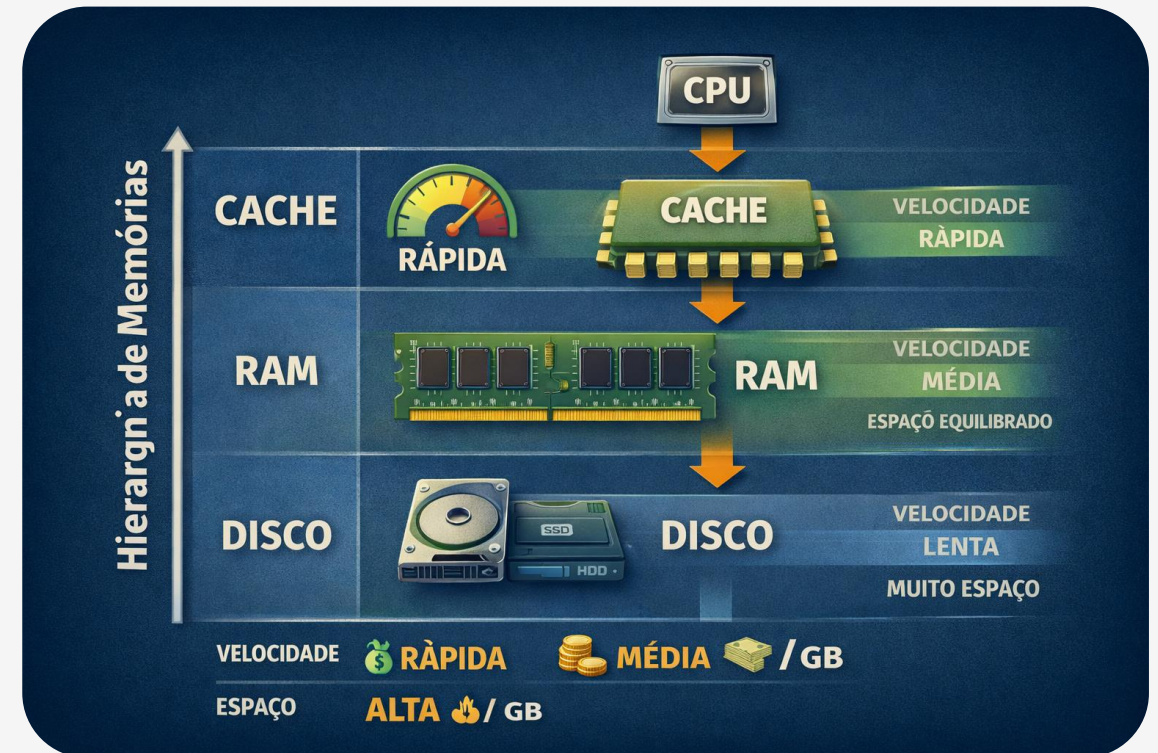 CPU
Hierargn a de Memórias
CACHE
RÁPIDA
CACHE
VELOCIDADE
RÀPIDA
RAM
RAM
VELOCIDADE
MÉDIA
ESPAÇÕ EQUILIBRADO
DISCO
SSD
HDD
DISCO
VELOCIDADE
LENTA
MUITO ESPAÇO
VELOCIDADE $ RÀPIDA MÉDIA /GB
ESPAÇO ALTA / GB